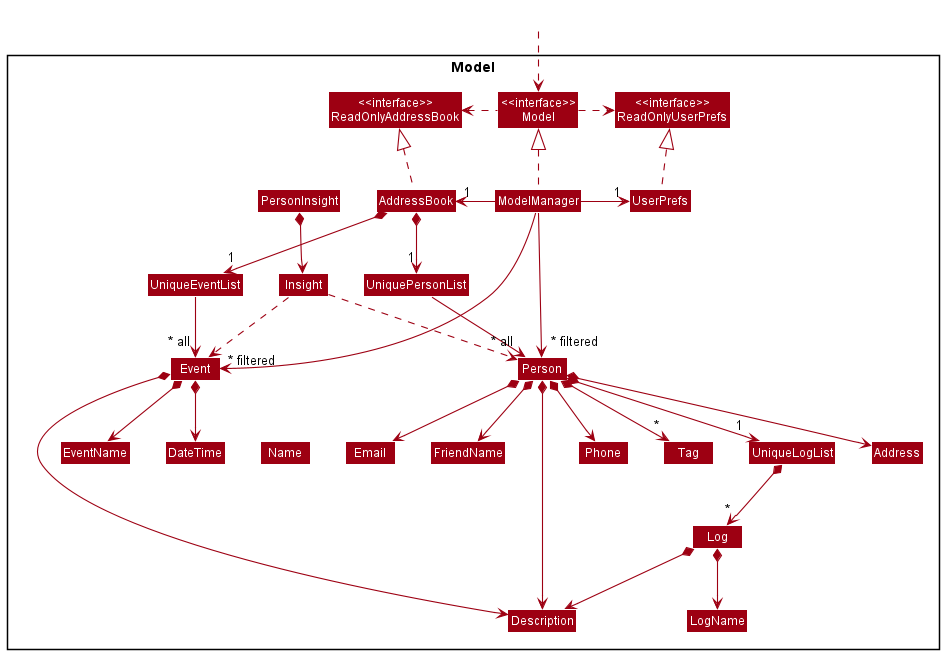 Model
<<interface>>
ReadOnlyAddressBook
<<interface>>
Model
<<interface>>
ReadOnlyUserPrefs
PersonInsight
AddressBook
1
ModelManager
1
UserPrefs
1
1
UniqueEventList
Insight
UniquePersonList
* all
* filtered
* all
* filtered
Event
Person
*
1
EventName
DateTime
Name
Email
FriendName
Phone
Tag
UniqueLogList
Address
*
Log
Description
LogName